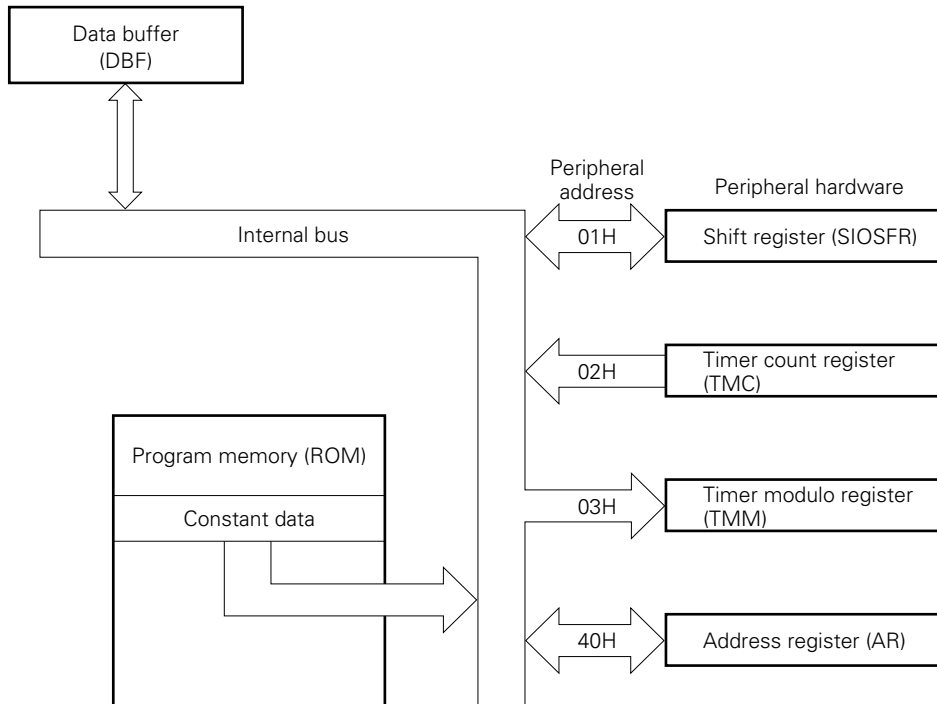 Data buffer
(DBF)
Peripheral
address
Peripheral hardware
Internal bus
01H
Shift register (SIOSFR)
02H
Timer count register
(TMC)
Program memory (ROM)
Constant data
03H
Timer modulo register
(TMM)
40H
Address register (AR)